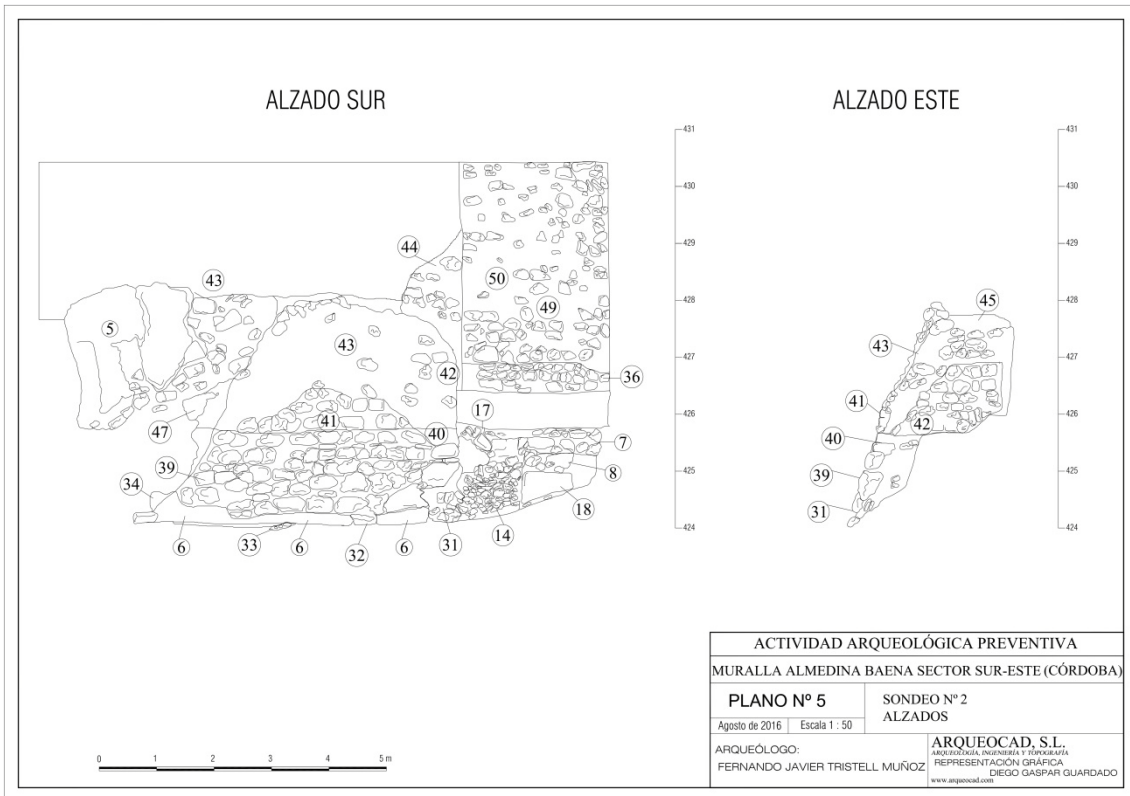 ALZADO SUR
ALZADO ESTE
431
430
429
428
427
426
425
424
431
430
429
428
427
426
425
424
44
43
50
49
5
43
42
36
47
41
40
17
7
39
8
34
18
6
33
6
32
6
31
14
45
43
41
42
40
39
31
0 1 2 3 4 5 m
ACTIVIDAD ARQUEOLÓGICA PREVENTIVA
MURALLA ALMEDINA BAENA SECTOR SUR-ESTE (CÓRDOBA)
PLANO Nº 5
Agosto de 2016 Escala 1 : 50
SONDEO Nº 2
ALZADOS
ARQUEÓLOGO:
FERNANDO JAVIER TRISTELL MUÑOZ
ARQUEOCAD, S.L.
ARQUEOLOGÍA, INGENIERÍA Y TOPOGRAFÍA
REPRESENTACIÓN GRÁFICA
DIEGO GASPAR GUARDADO
www.arqueocad.com